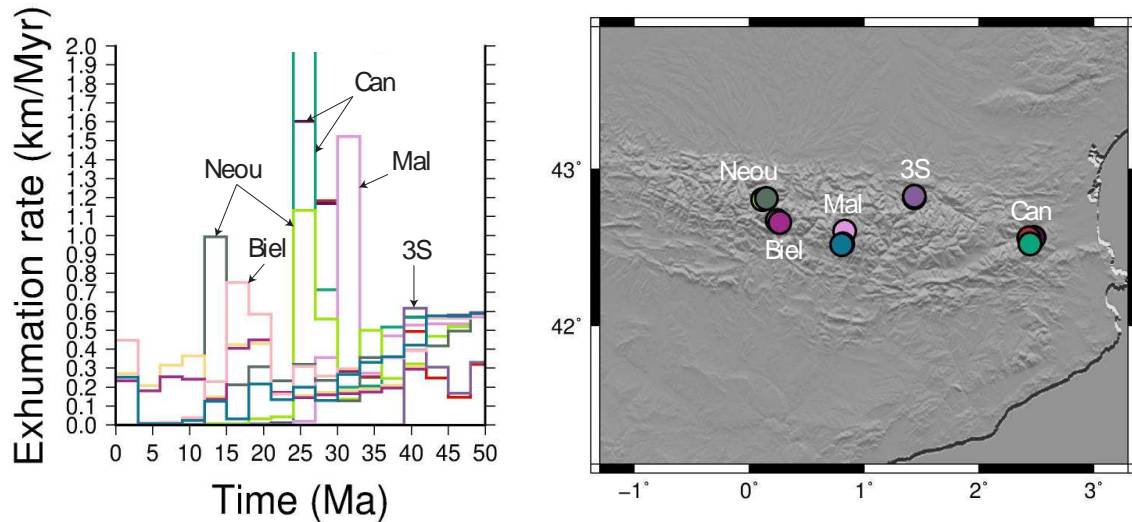 Exhumation rate (km/Myr)
2.0
1.9
1.8
1.7
1.6
1.5
1.4
1.3
1.2
1.1
1.0
0.9
0.8
0.7
0.6
0.5
0.4
0.3
0.2
0.1
0.0
Can
Mal
Neou
Biel
3S
0 5 10 15 20 25 30 35 40 45 50
Time (Ma)
43˚
42˚
Neou
3S
Mal
Can
Biel
−1˚ 0˚ 1˚ 2˚ 3˚